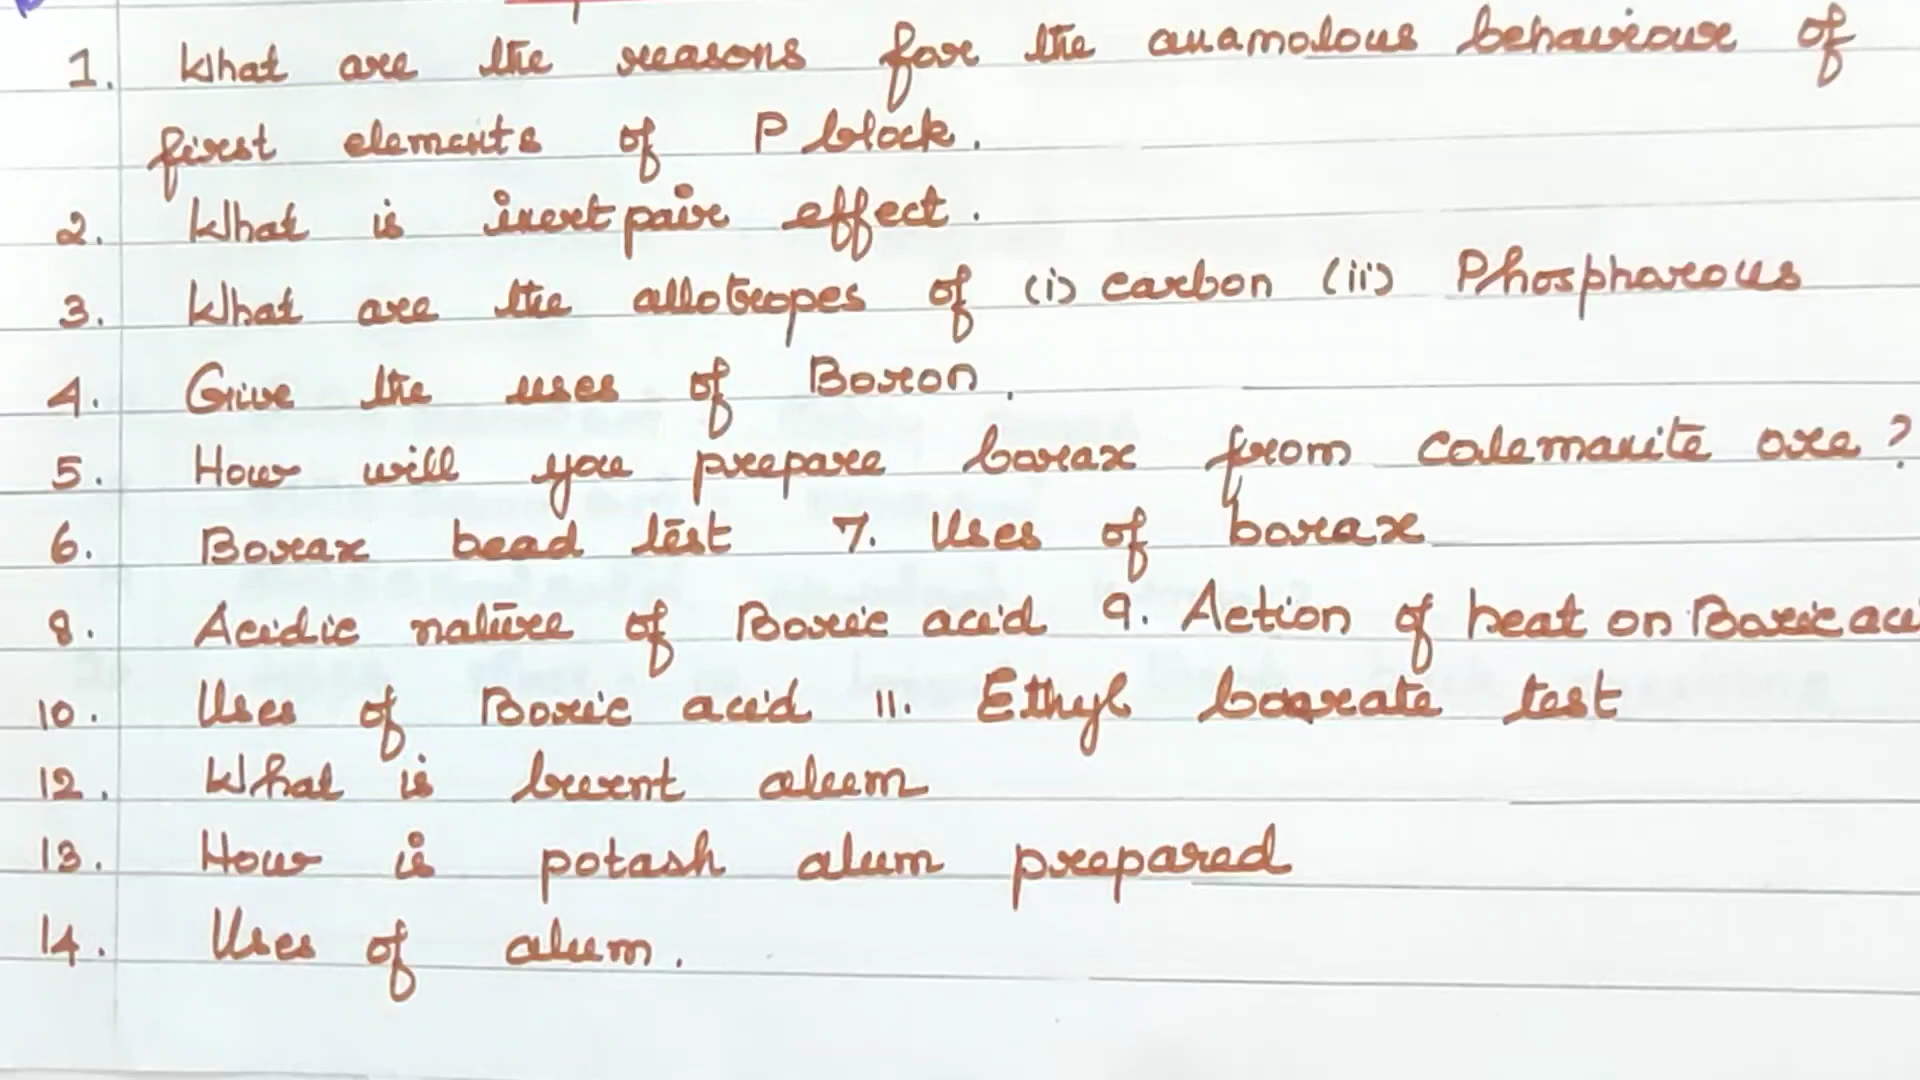 1. What are the reasons for the anamolous behaviour of
first elements of P block.
2. What is inert pair effect.
3. What are the allotropes of (i) carbon (ii) Phosphorous
4. Give the uses of Boron.
5. How will you prepare borax from colemanite ore?
6. Borax bead test 7. Uses of borax
8. Acidic nature of Boric acid 9. Action of heat on Boric aci
10. Uses of Boric acid 11. Ethyl borate test
12. What is burnt alum
13. How is potash alum prepared
14. Uses of alum.